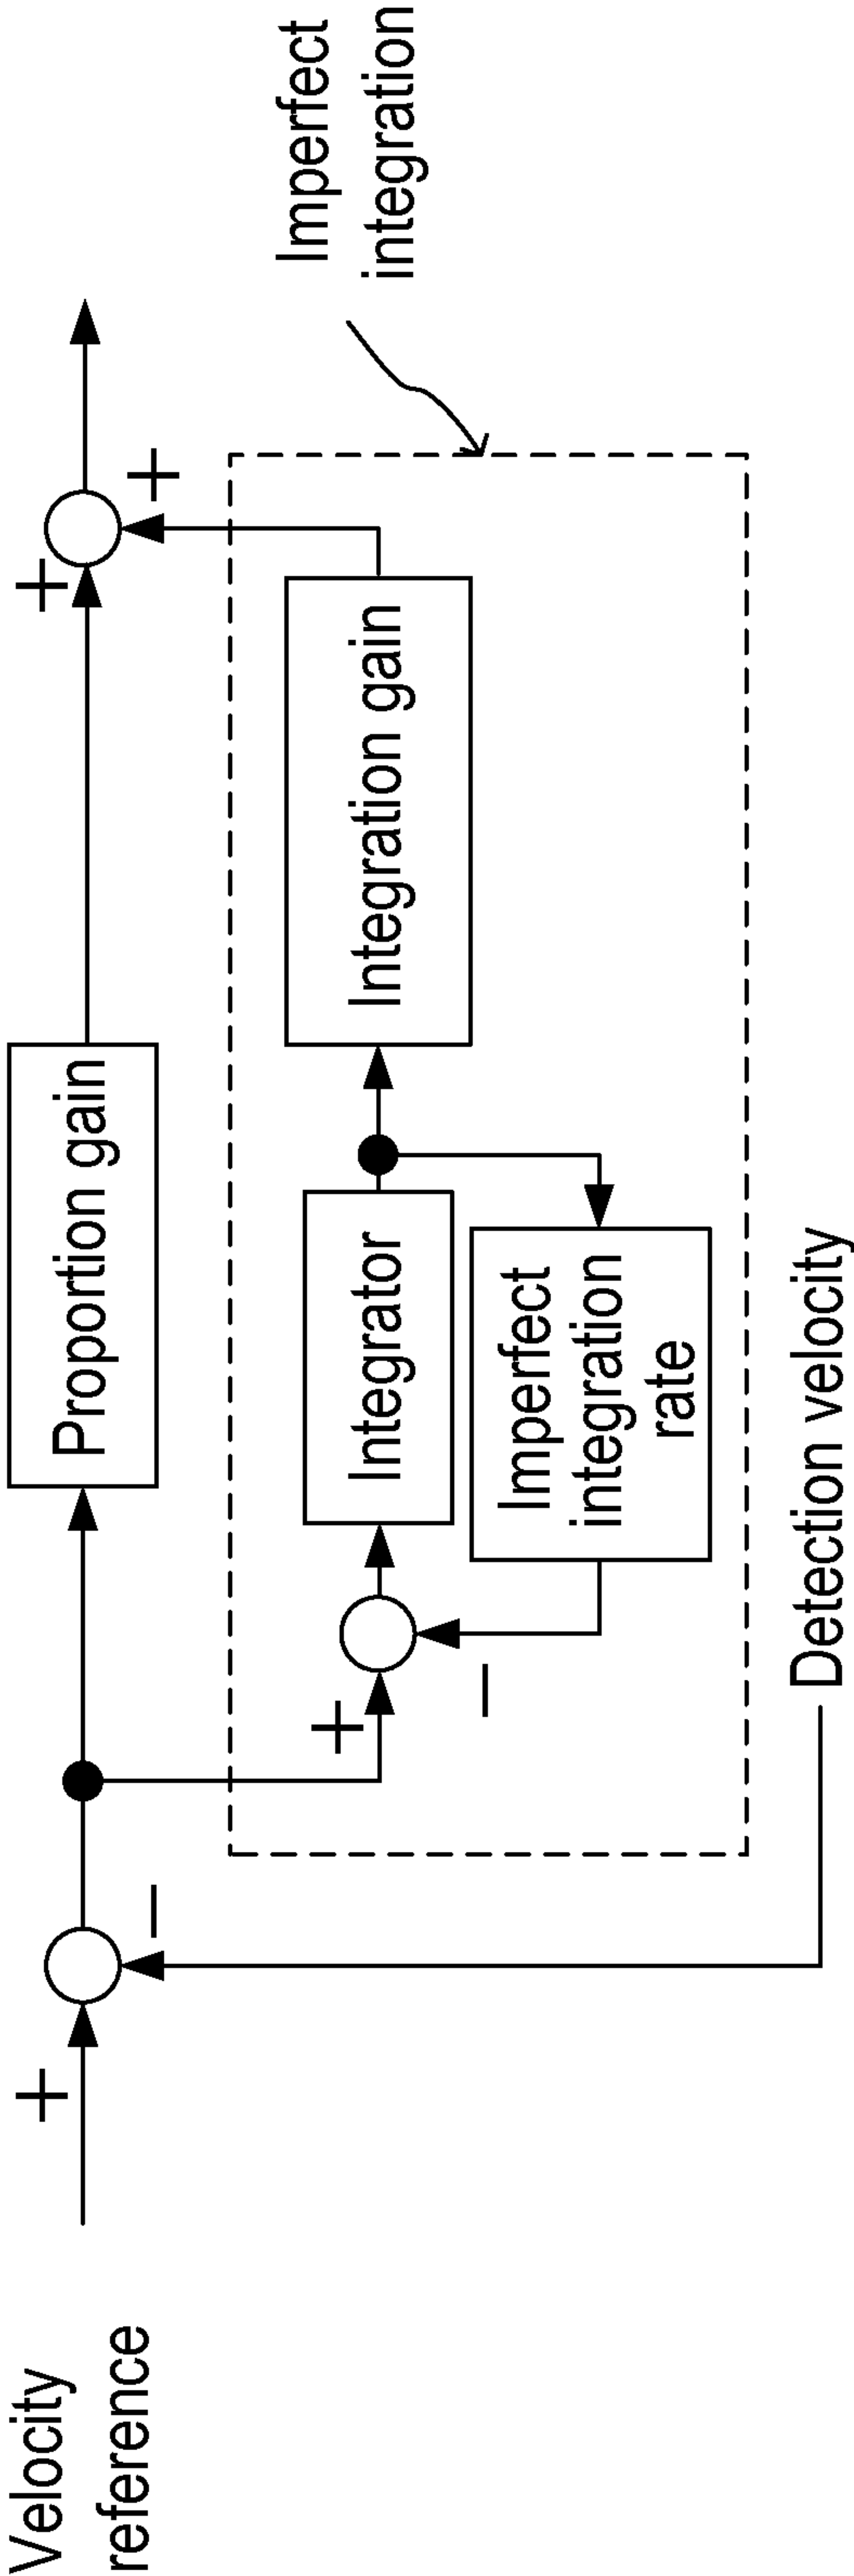 Velocity
reference
+
−
Proportion gain
+
+
+
−
Integrator
Imperfect
integration
rate
Integration gain
Imperfect
integration
Detection velocity